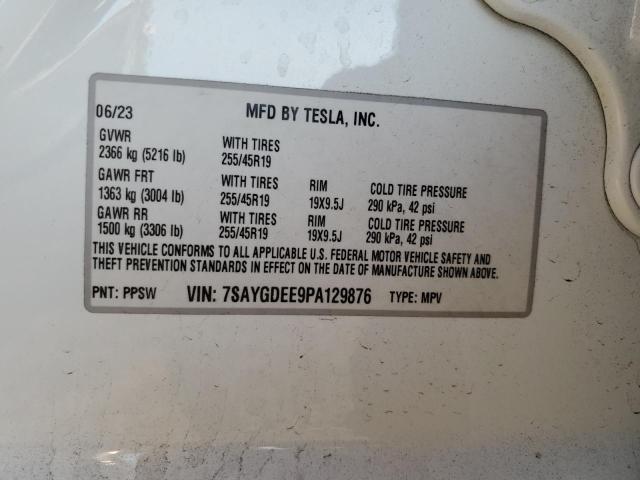 06/23 MFD BY TESLA, INC.
GVWR WITH TIRES
2366 kg (5216 lb) 255/45R19
GAWR FRT WITH TIRES RIM COLD TIRE PRESSURE
1363 kg (3004 lb) 255/45R19 19X9.5J 290 kPa, 42 psi
GAWR RR WITH TIRES RIM COLD TIRE PRESSURE
1500 kg (3306 lb) 255/45R19 19X9.5J 290 kPa, 42 psi
THIS VEHICLE CONFORMS TO ALL APPLICABLE U.S. FEDERAL MOTOR VEHICLE SAFETY AND
THEFT PREVENTION STANDARDS IN EFFECT ON THE DATE OF MANUFACTURE SHOWN ABOVE.
PNT: PPSW VIN: 7SAYGDEE9PA129876 TYPE: MPV